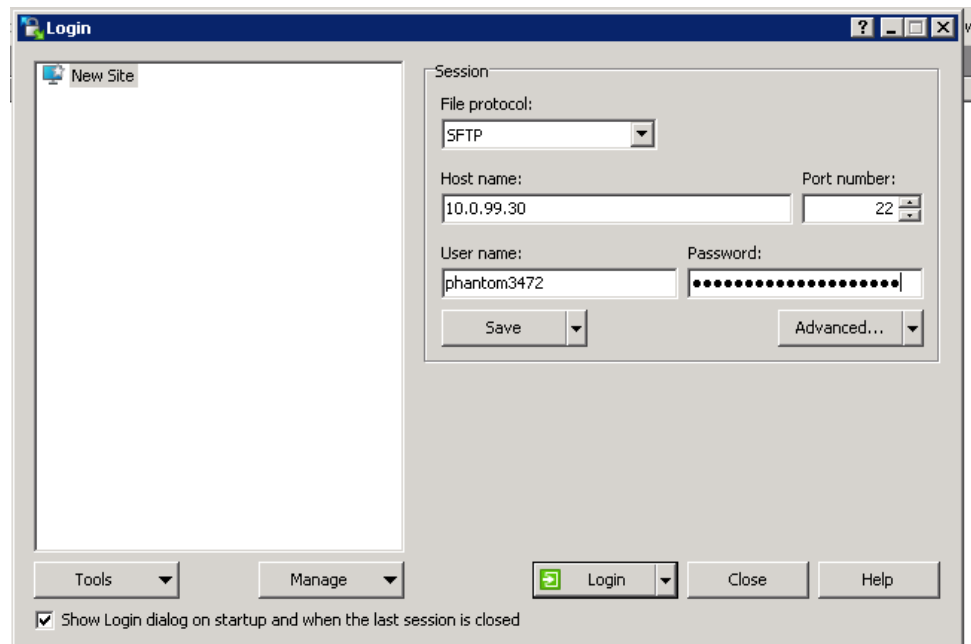 Login
New Site
Session
File protocol:
SFTP
Host name:
Port number:
10.0.99.30
22
User name:
Password:
phantom3472
••••••••••••••••••••
Save
Advanced...
Tools
Manage
Login
Close
Help
Show Login dialog on startup and when the last session is closed